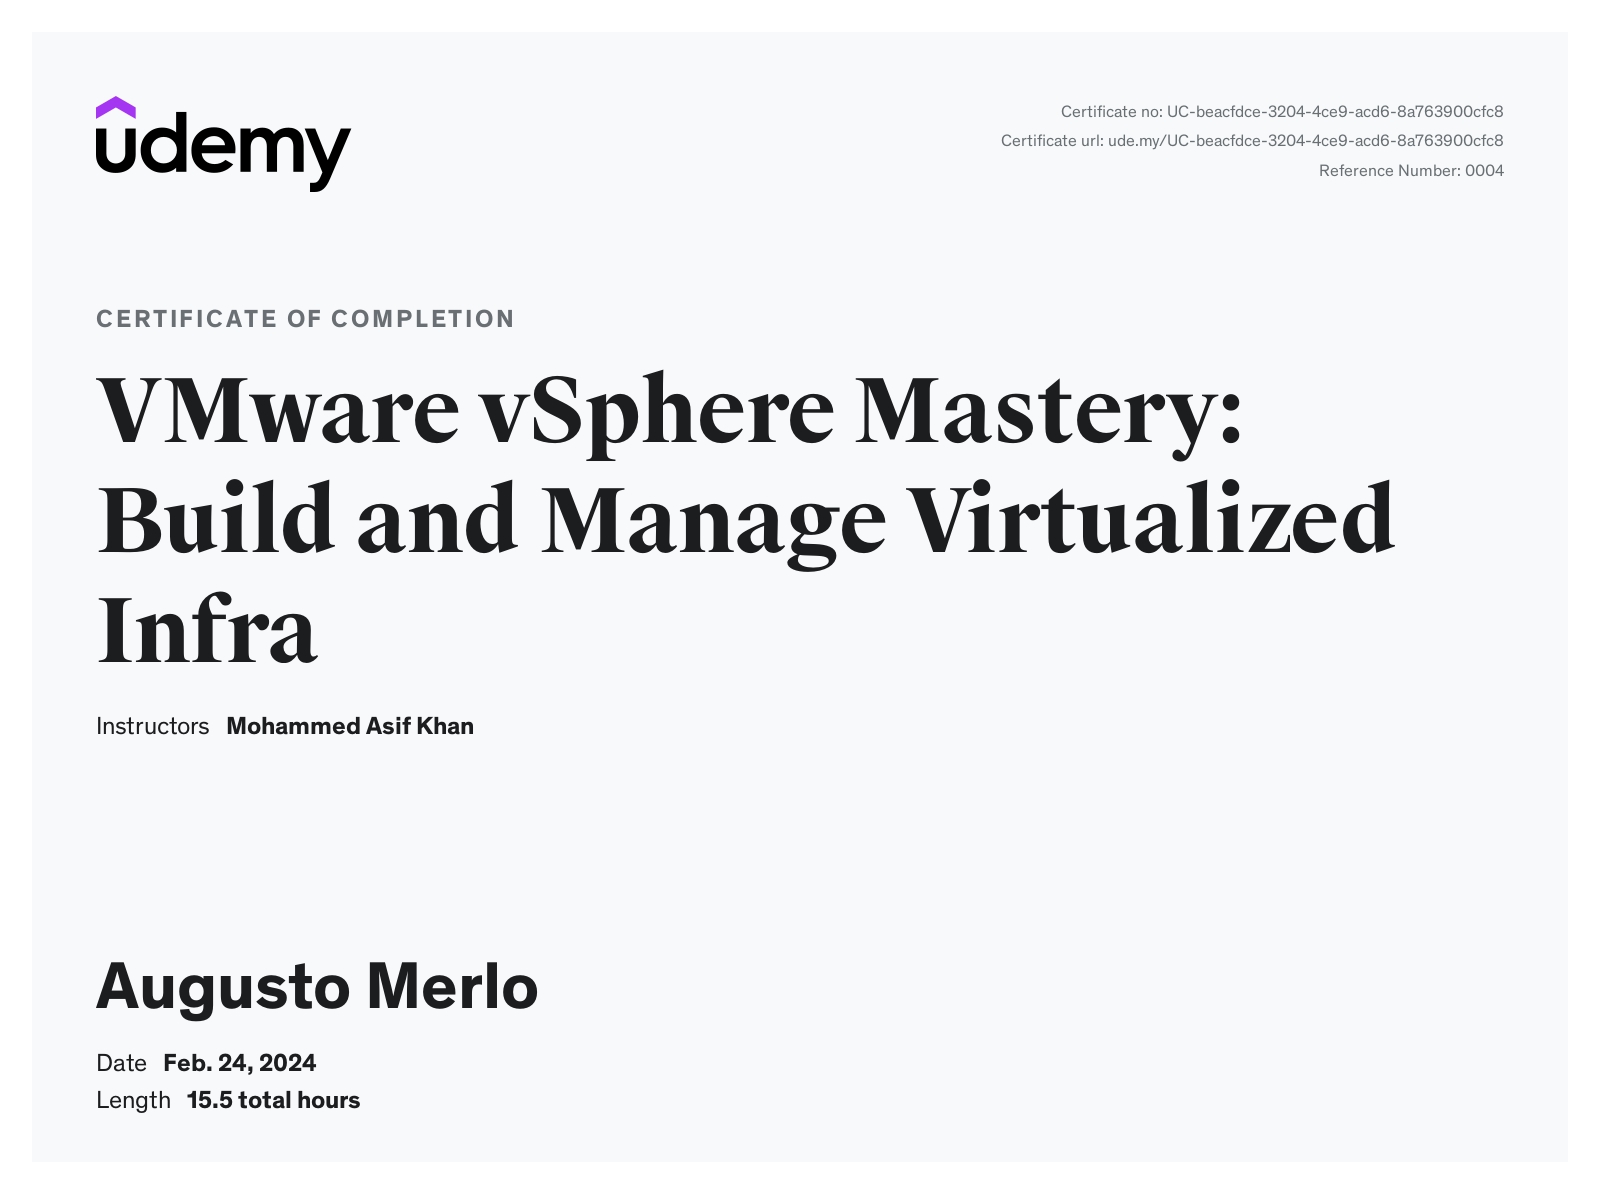 udemy
Certificate no: UC-beacfdce-3204-4ce9-acd6-8a763900cfc8
Certificate url: ude.my/UC-beacfdce-3204-4ce9-acd6-8a763900cfc8
Reference Number: 0004
CERTIFICATE OF COMPLETION
VMware vSphere Mastery:
Build and Manage Virtualized
Infra
Instructors Mohammed Asif Khan
Augusto Merlo
Date Feb. 24, 2024
Length 15.5 total hours